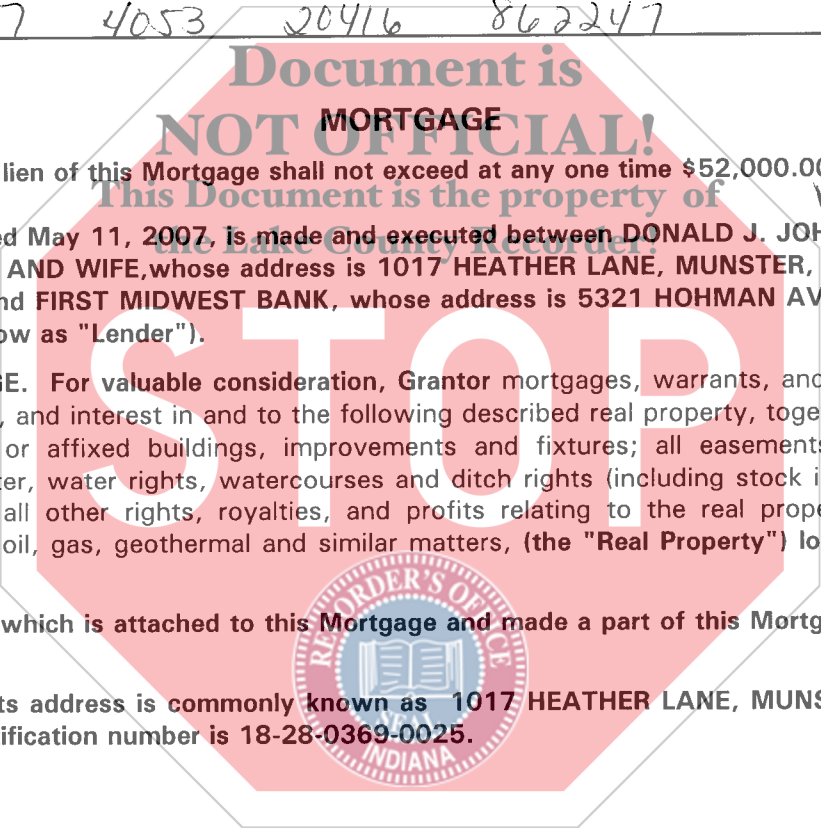 7 4053 20416 862247
Document is
MORTGAGE
NOT OFFICIAL!
lien of this Mortgage shall not exceed at any one time $52,000.00
This Document is the property of
ed May 11, 2007, is made and executed between DONALD J. JOH
the Lake County Recorder!
AND WIFE,whose address is 1017 HEATHER LANE, MUNSTER,
nd FIRST MIDWEST BANK, whose address is 5321 HOHMAN AV
ow as "Lender").
STOP
GE. For valuable consideration, Grantor mortgages, warrants, and
, and interest in and to the following described real property, toge
or affixed buildings, improvements and fixtures; all easements
ter, water rights, watercourses and ditch rights (including stock i
all other rights, royalties, and profits relating to the real prope
oil, gas, geothermal and similar matters, (the "Real Property") lo
which is attached to this Mortgage and made a part of this Mortg
RECORDER'S OFFICE
ts address is commonly known as 1017 HEATHER LANE, MUNS
SEAL
ification number is 18-28-0369-0025.
INDIANA